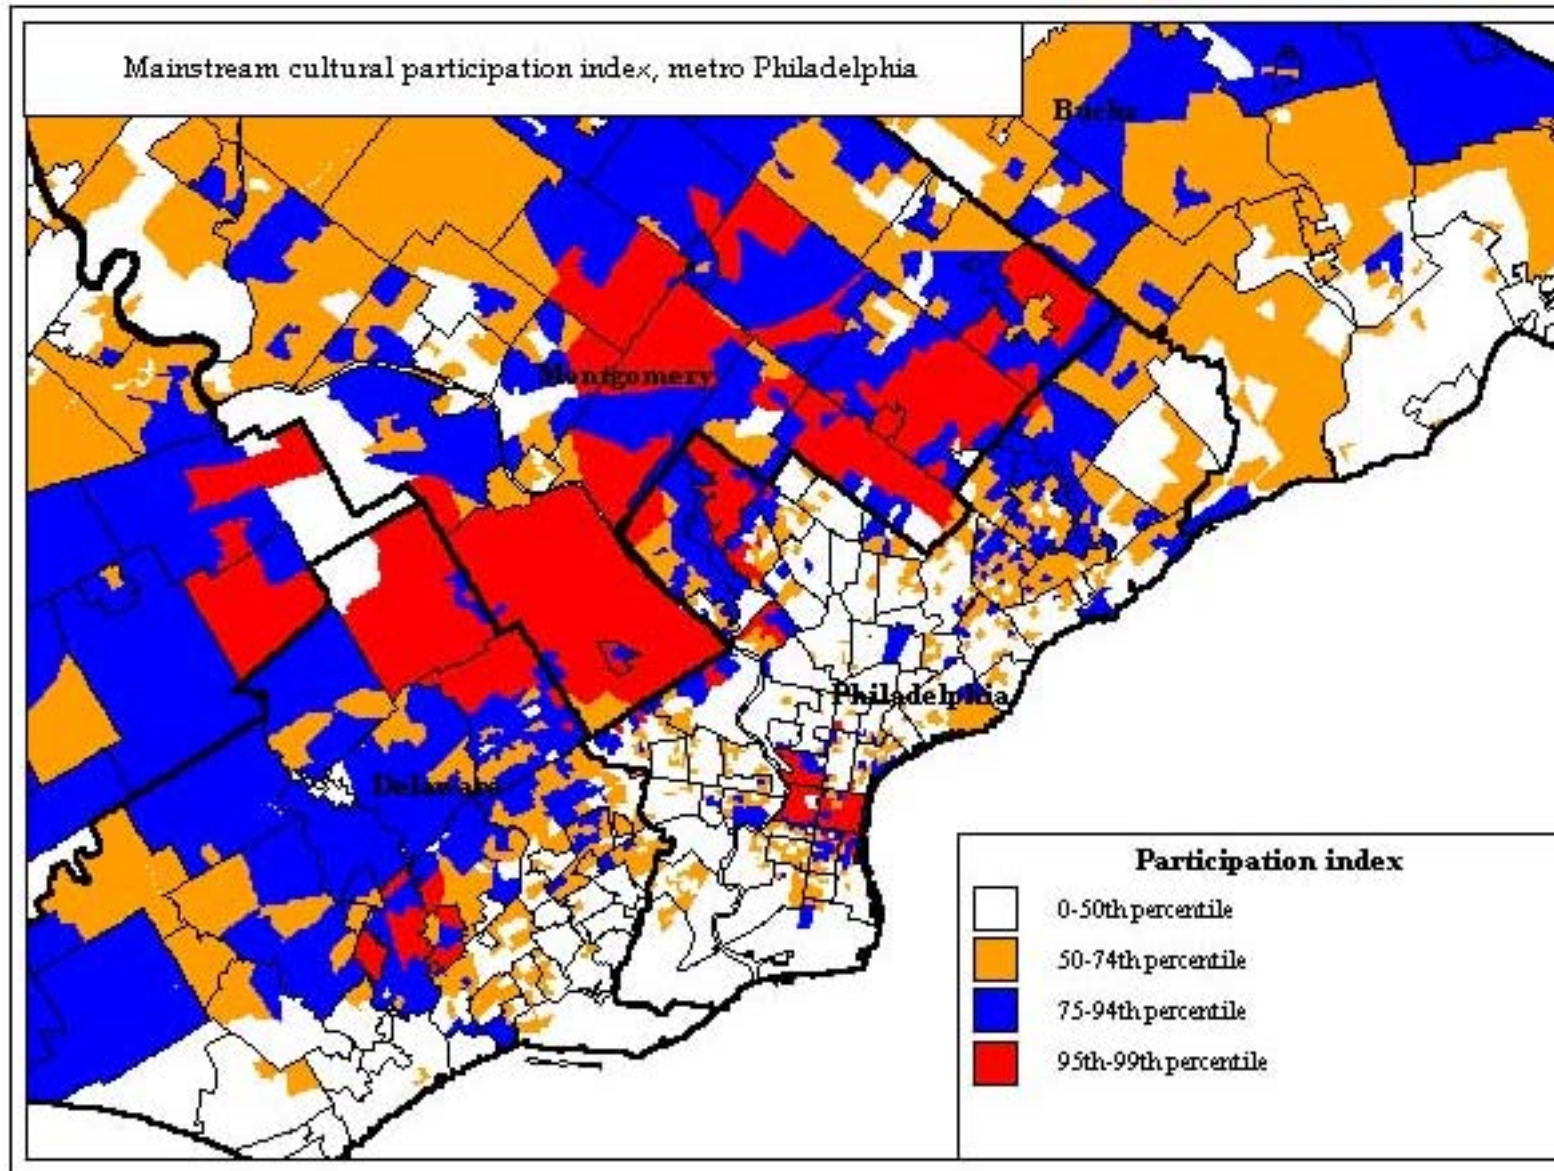 Mainstream cultural participation index, metro Philadelphia
Bucks
Montgomery
Philadelphia
Delaware
Participation index
0-50th percentile
50-74th percentile
75-94th percentile
95th-99th percentile